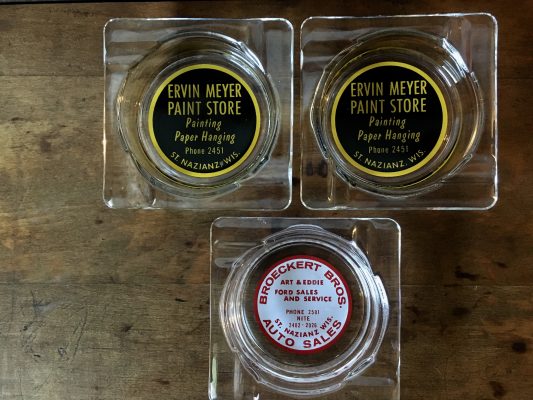 ERVIN MEYER
PAINT STORE
Painting
Paper Hanging
Phone 2451
ST. NAZIANZ, WIS.
ERVIN MEYER
PAINT STORE
Painting
Paper Hanging
Phone 2451
ST. NAZIANZ, WIS.
BROECKERT BROS.
ART & EDDIE
FORD SALES
AND SERVICE
PHONE 2501
NITE
2403 - 2026
ST. NAZIANZ WIS.
AUTO SALES